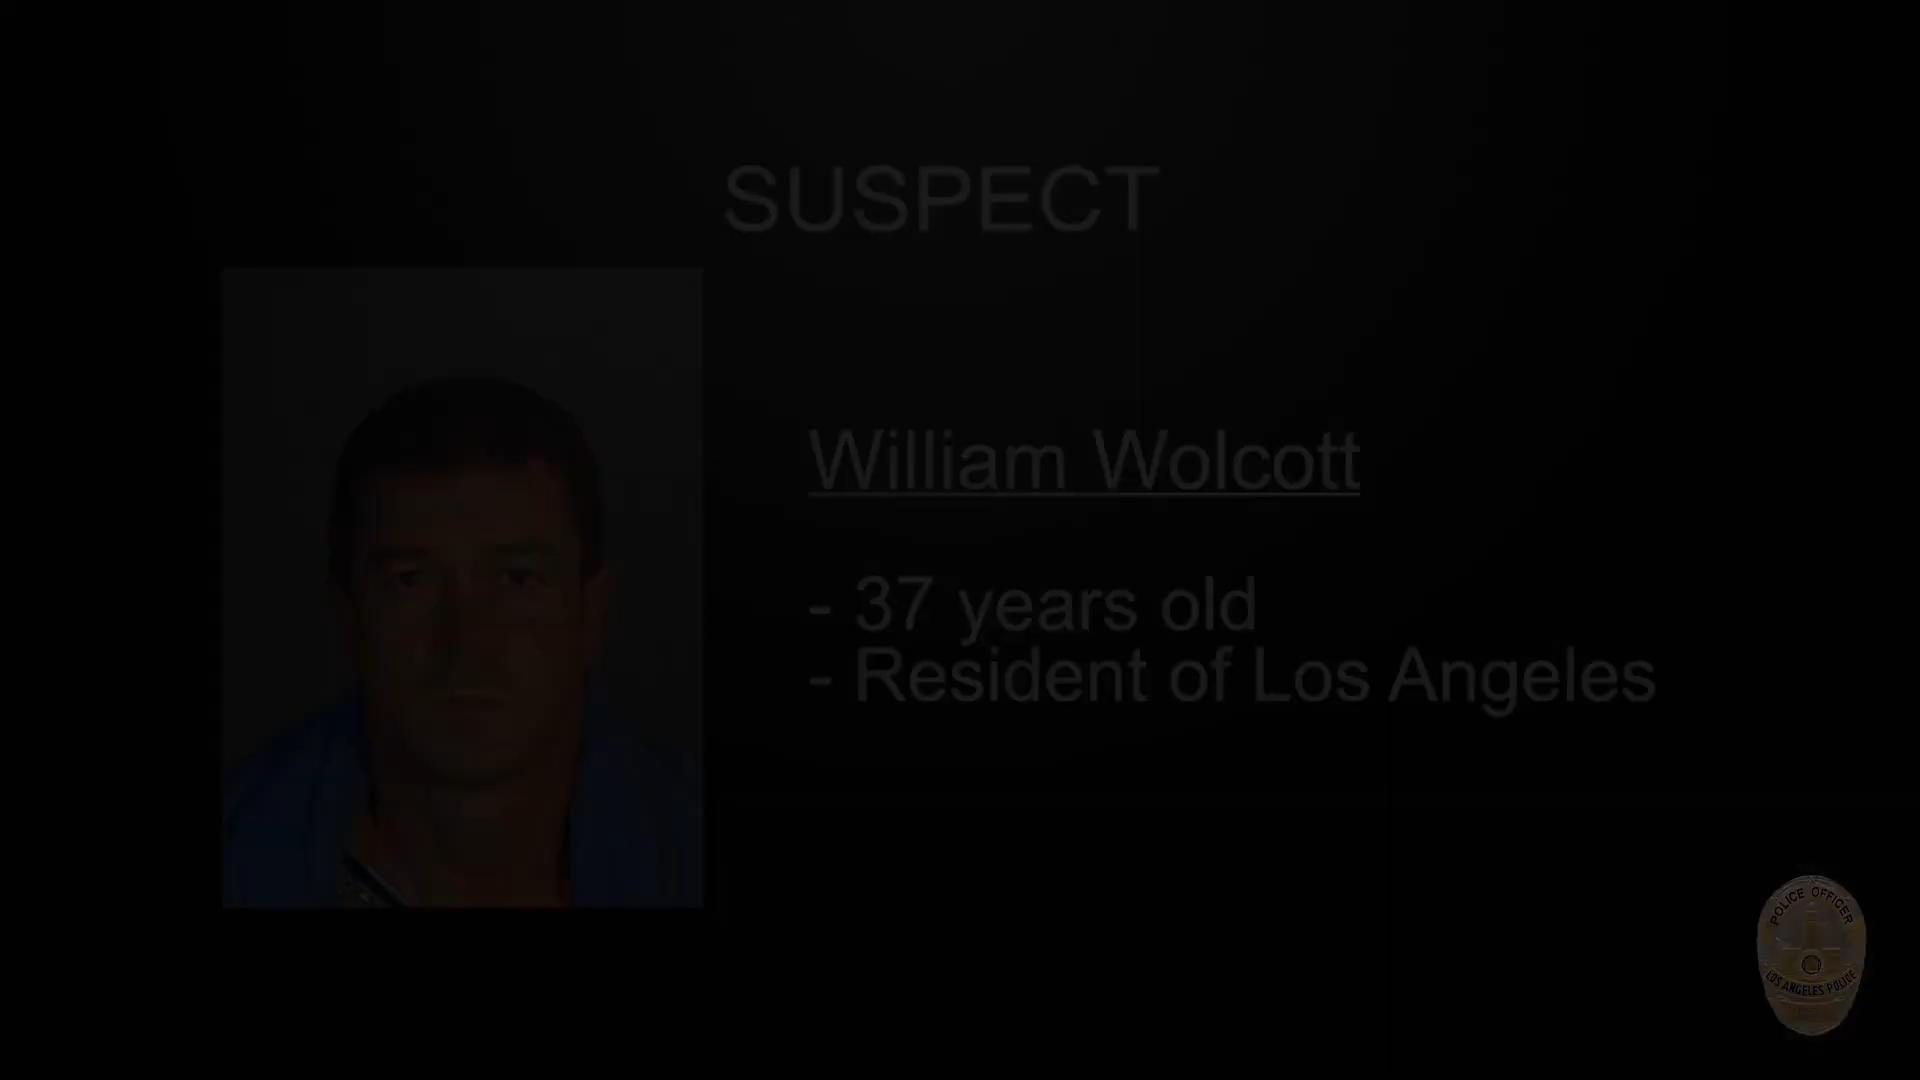 SUSPECT
William Wolcott
- 37 years old
- Resident of Los Angeles
POLICE OFFICER
LOS ANGELES POLICE